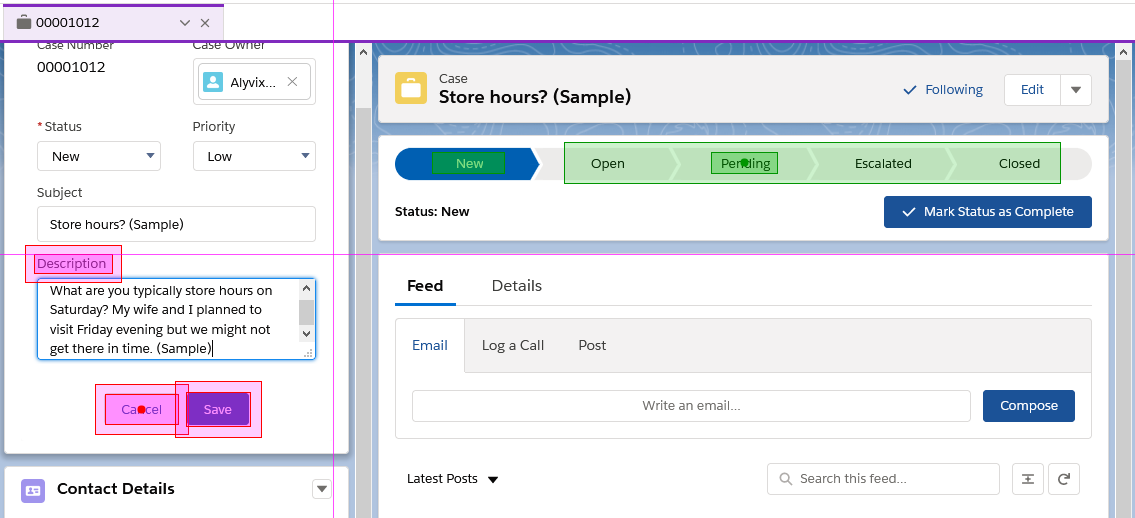 00001012
Case Number
Case Owner
00001012
Alyvix...
*Status
Priority
New
Low
Subject
Store hours? (Sample)
Description
What are you typically store hours on
Saturday? My wife and I planned to
visit Friday evening but we might not
get there in time. (Sample)
Cancel
Save
Contact Details
Case
Store hours? (Sample)
Following
Edit
New
Open
Pending
Escalated
Closed
Status: New
Mark Status as Complete
Feed
Details
Email
Log a Call
Post
Write an email...
Compose
Latest Posts
Search this feed...